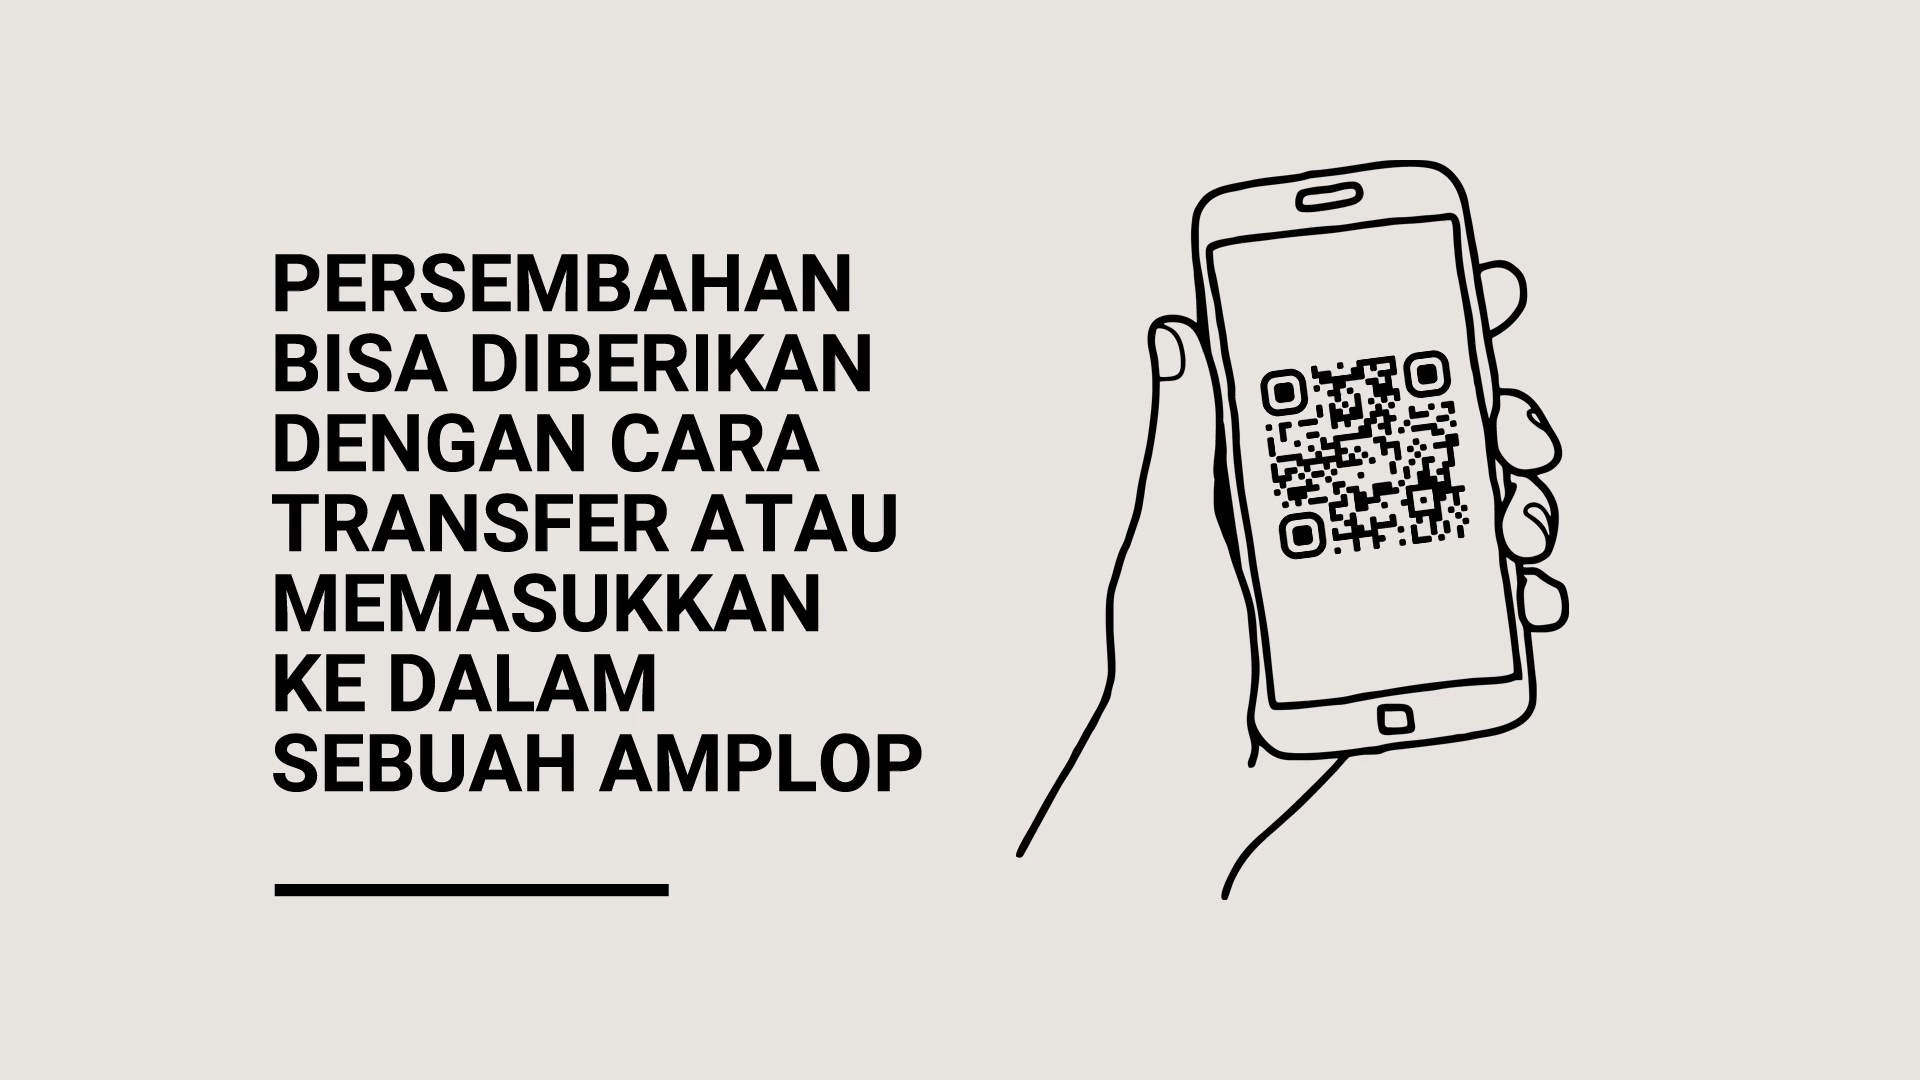 PERSEMBAHAN
BISA DIBERIKAN
DENGAN CARA
TRANSFER ATAU
MEMASUKKAN
KE DALAM
SEBUAH AMPLOP